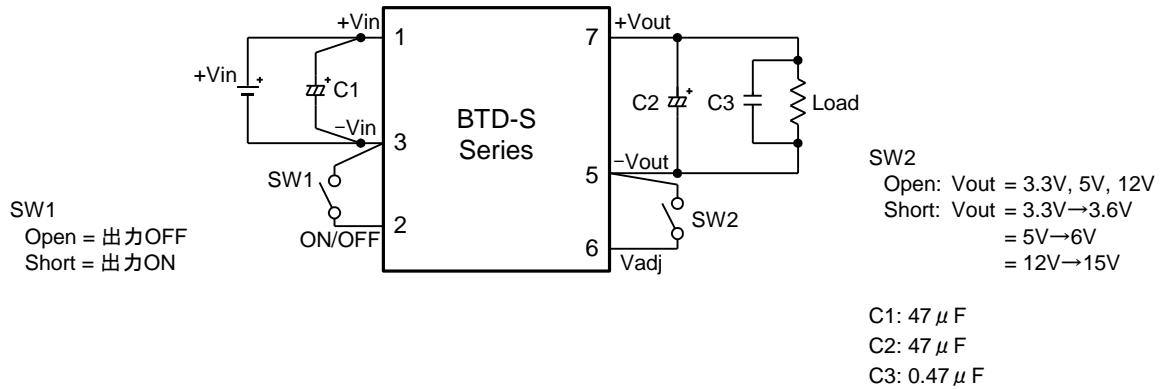 +Vin
1
7
+Vout
+Vin
+
+
C1
BTD-S
Series
C2
+
C3
Load
−Vin
3
−Vout
5
SW1
SW2
2
ON/OFF
6
Vadj
SW1
Open = 出力OFF
Short = 出力ON
SW2
Open: Vout = 3.3V, 5V, 12V
Short: Vout = 3.3V→3.6V
= 5V→6V
= 12V→15V
C1: 47 μ F
C2: 47 μ F
C3: 0.47 μ F